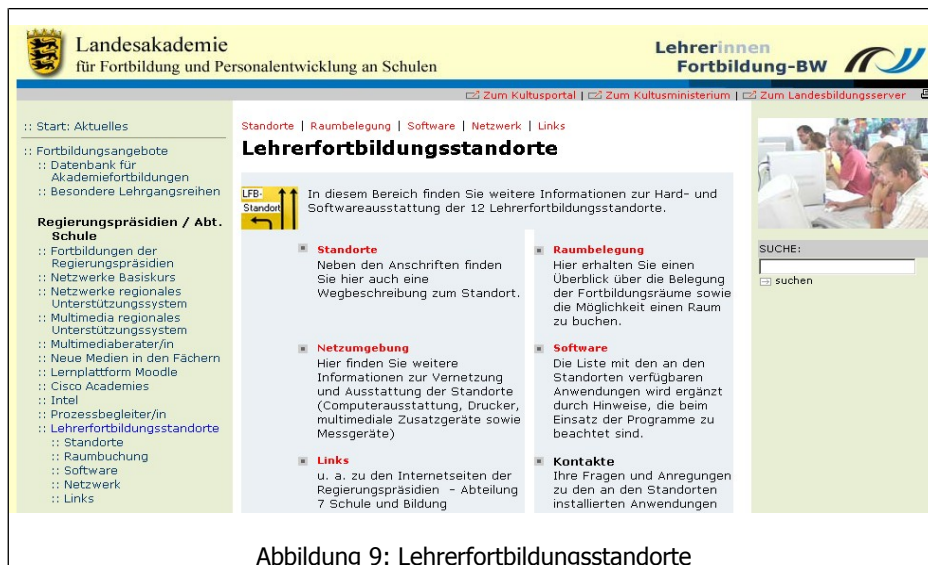 Landesakademie
für Fortbildung und Personalentwicklung an Schulen
Lehrerinnen
Fortbildung-BW
Zum Kultusportal | Zum Kultusministerium | Zum Landesbildungsserver
:: Start: Aktuelles
:: Fortbildungsangebote
:: Datenbank für
Akademiefortbildungen
:: Besondere Lehrgangsreihen
Regierungspräsidien / Abt.
Schule
:: Fortbildungen der
Regierungspräsidien
:: Netzwerke Basiskurs
:: Netzwerke regionales
Unterstützungssystem
:: Multimedia regionales
Unterstützungssystem
:: Multimediaberater/in
:: Neue Medien in den Fächern
:: Lernplattform Moodle
:: Cisco Academies
:: Intel
:: Prozessbegleiter/in
:: Lehrerfortbildungsstandorte
:: Standorte
:: Raumbuchung
:: Software
:: Netzwerk
:: Links
Standorte | Raumbelegung | Software | Netzwerk | Links
Lehrerfortbildungsstandorte
LFB-
Standort
In diesem Bereich finden Sie weitere Informationen zur Hard- und
Softwareausstattung der 12 Lehrerfortbildungsstandorte.
Standorte
Neben den Anschriften finden
Sie hier auch eine
Wegbeschreibung zum Standort.
Raumbelegung
Hier erhalten Sie einen
Überblick über die Belegung
der Fortbildungsräume sowie
die Möglichkeit einen Raum
zu buchen.
Netzumgebung
Hier finden Sie weitere
Informationen zur Vernetzung
und Ausstattung der Standorte
(Computerausstattung, Drucker,
multimediale Zusatzgeräte sowie
Messgeräte)
Software
Die Liste mit den an den
Standorten verfügbaren
Anwendungen wird ergänzt
durch Hinweise, die beim
Einsatz der Programme zu
beachtet sind.
Links
u. a. zu den Internetseiten der
Regierungspräsidien - Abteilung
7 Schule und Bildung
Kontakte
Ihre Fragen und Anregungen
zu den an den Standorten
installierten Anwendungen
SUCHE:
suchen
Abbildung 9: Lehrerfortbildungsstandorte